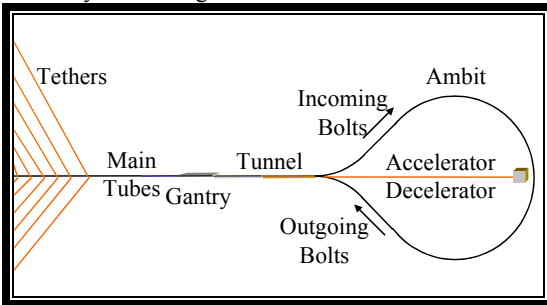 Tethers
Ambit
Incoming
Bolts
Main
Tubes
Gantry
Tunnel
Accelerator
Decelerator
Outgoing
Bolts